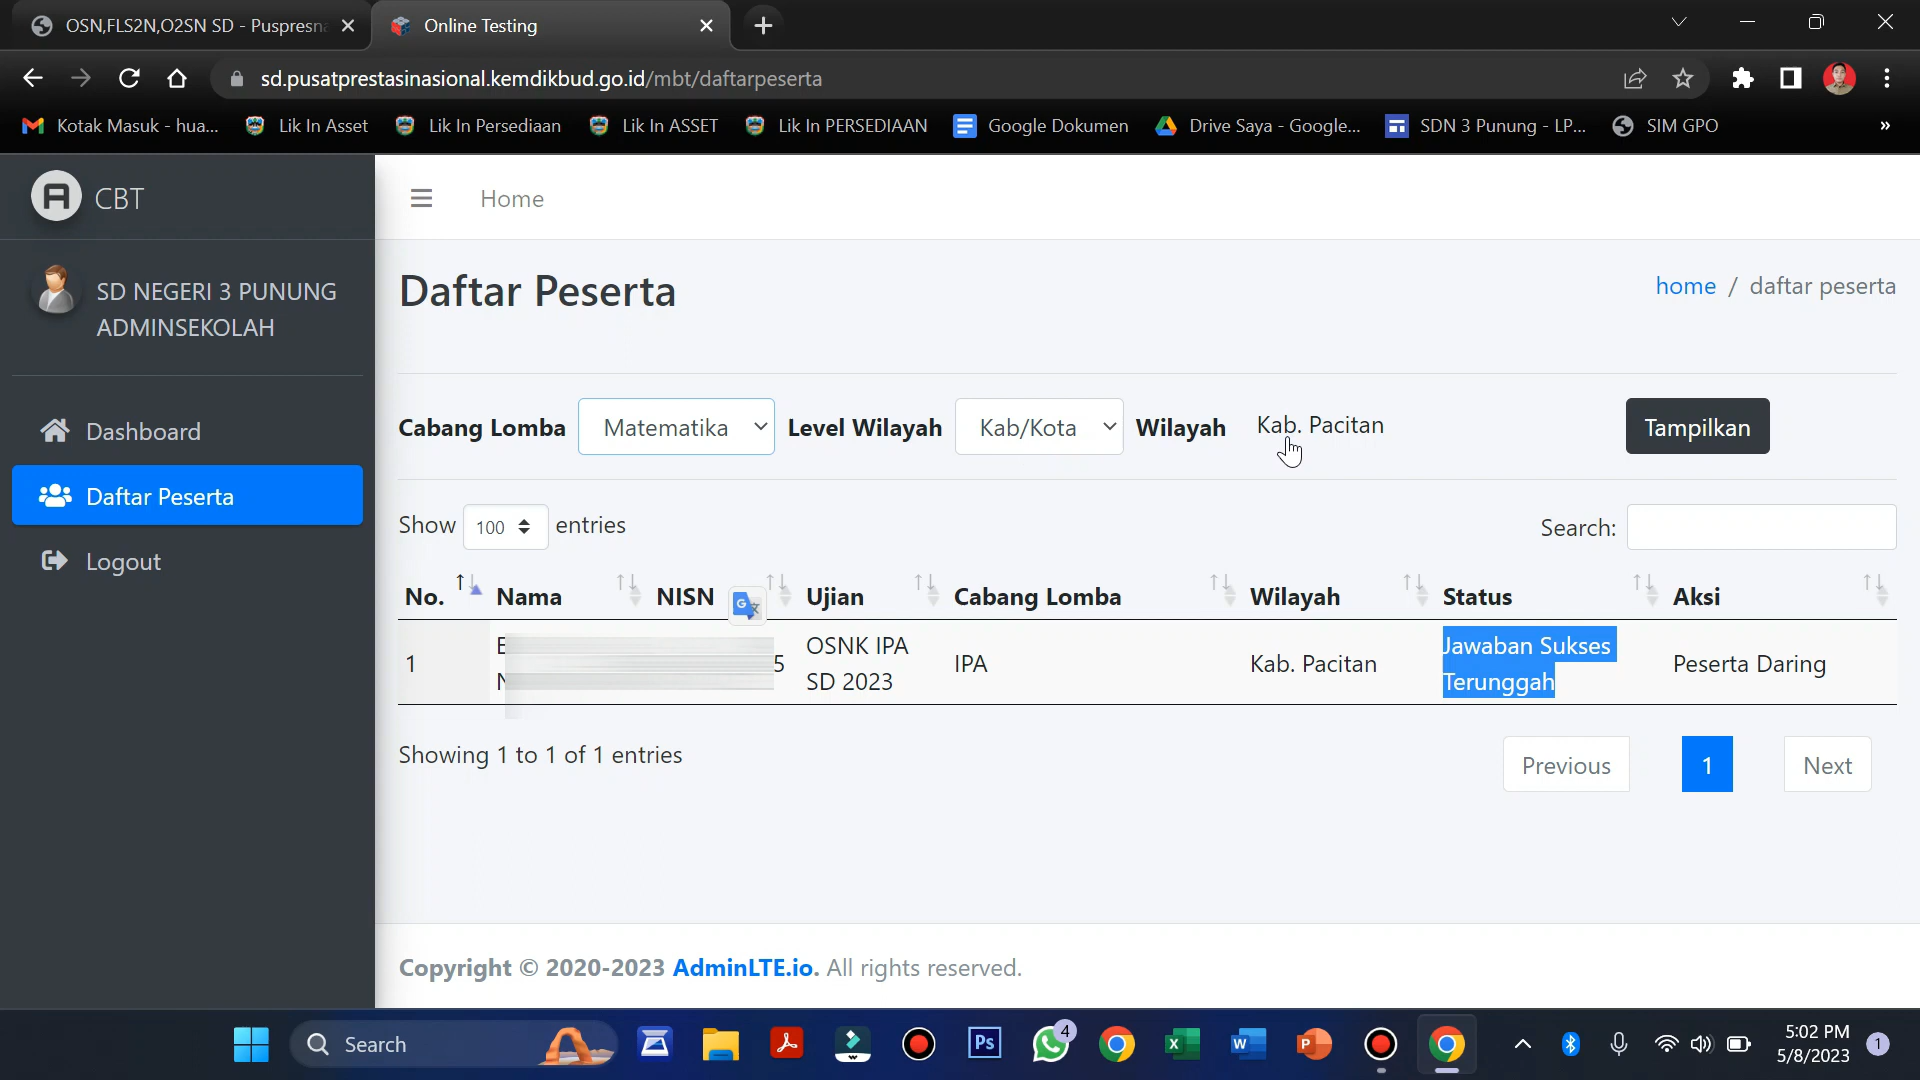 OSN,FLS2N,O2SN SD - Puspresn
Online Testing
sd.pusatprestasinasional.kemdikbud.go.id/mbt/daftarpeserta
Kotak Masuk - hua...
Lik In Asset
Lik In Persediaan
Lik In ASSET
Lik In PERSEDIAAN
Google Dokumen
Drive Saya - Google...
SDN 3 Punung - LP...
SIM GPO
»
CBT
Home
SD NEGERI 3 PUNUNG
ADMINSEKOLAH
Dashboard
Daftar Peserta
Logout
Daftar Peserta
home / daftar peserta
Cabang Lomba Matematika Level Wilayah Kab/Kota Wilayah Kab. Pacitan Tampilkan
Show 100 entries
Search:
No. Nama NISN Ujian Cabang Lomba Wilayah Status Aksi
1 5 OSNK IPA SD 2023 IPA Kab. Pacitan Jawaban Sukses Terunggah Peserta Daring
Showing 1 to 1 of 1 entries
Previous 1 Next
Copyright © 2020-2023 AdminLTE.io. All rights reserved.
Search
4
5:02 PM
5/8/2023
1